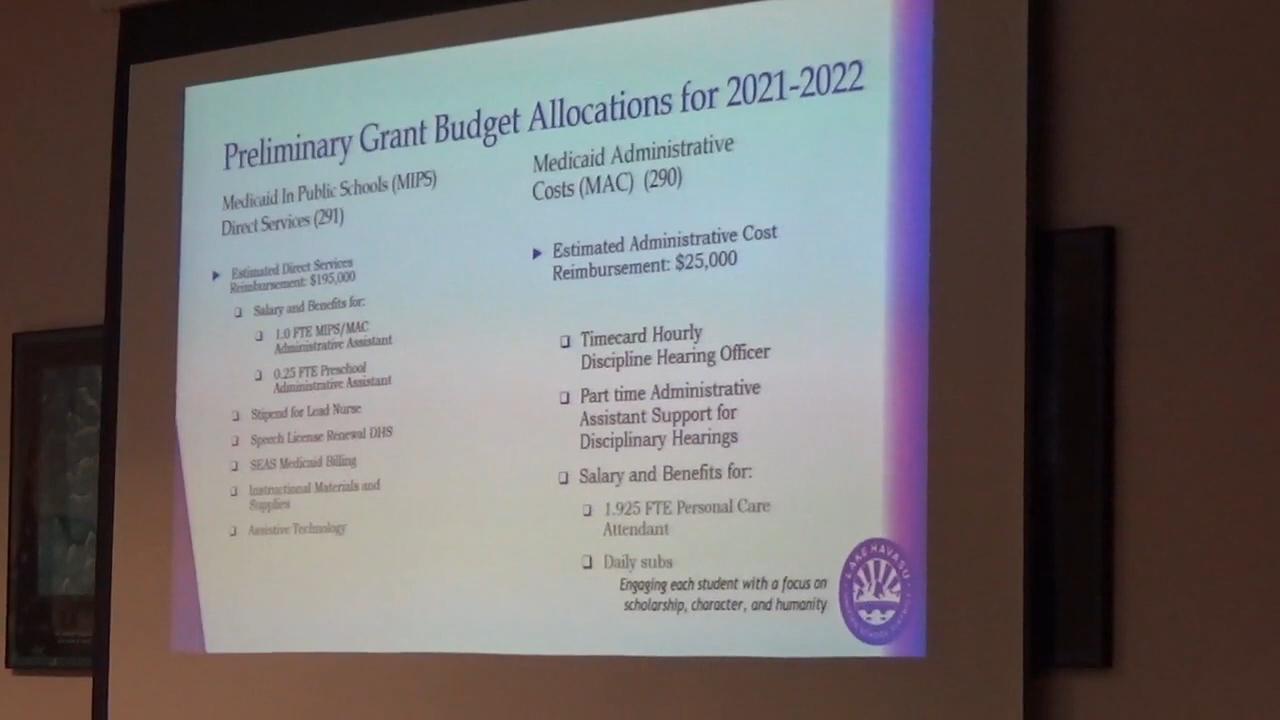 Preliminary Grant Budget Allocations for 2021-2022
Medicaid In Public Schools (MIPS)
Direct Services (291)
Estimated Direct Services
Reimbursement: $195,000
Salary and Benefits for:
1.0 FTE MIPS/MAC
Administrative Assistant
0.25 FTE Preschool
Administrative Assistant
Stipend for Lead Nurse
Speech License Renewal DHS
SEAS Medicaid Billing
Instructional Materials and
Supplies
Assistive Technology
Medicaid Administrative
Costs (MAC) (290)
Estimated Administrative Cost
Reimbursement: $25,000
Timecard Hourly
Discipline Hearing Officer
Part time Administrative
Assistant Support for
Disciplinary Hearings
Salary and Benefits for:
1.925 FTE Personal Care
Attendant
Daily subs
Engaging each student with a focus on
scholarship, character, and humanity
LAKE HAVASU